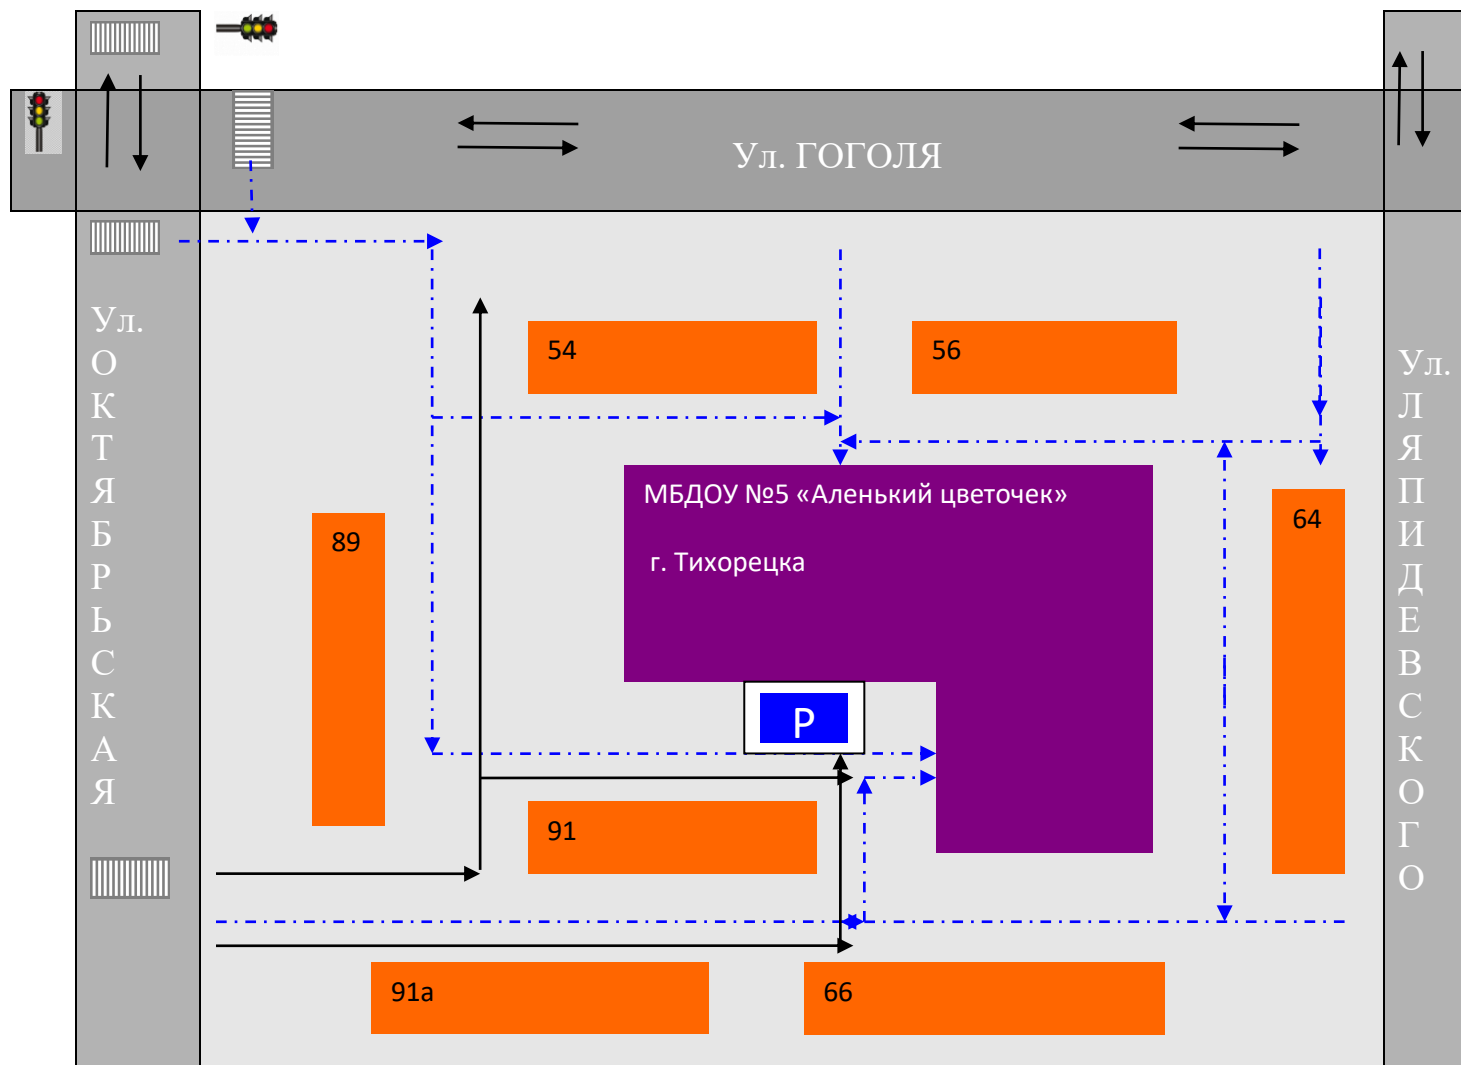 Ул. ГОГОЛЯ
Ул.
О
К
Т
Я
Б
Р
Ь
С
К
А
Я
54
56
Ул.
Л
Я
П
И
Д
Е
В
С
К
О
Г
О
МБДОУ №5 «Аленький цветочек»
г. Тихорецка
89
64
Р
91
91а
66